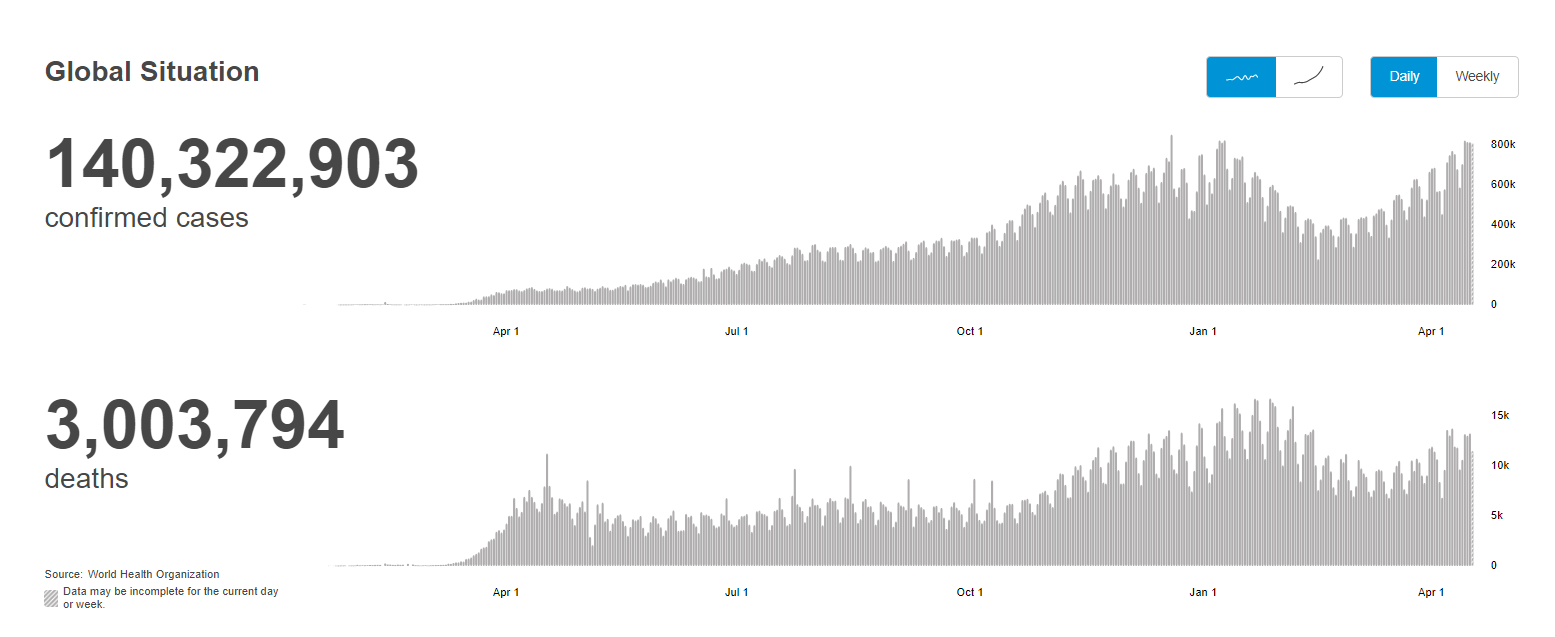 Global Situation
Daily
Weekly
140,322,903
confirmed cases
800k
600k
400k
200k
0
Apr 1
Jul 1
Oct 1
Jan 1
Apr 1
3,003,794
deaths
15k
10k
5k
0
Apr 1
Jul 1
Oct 1
Jan 1
Apr 1
Source: World Health Organization
Data may be incomplete for the current day
or week.